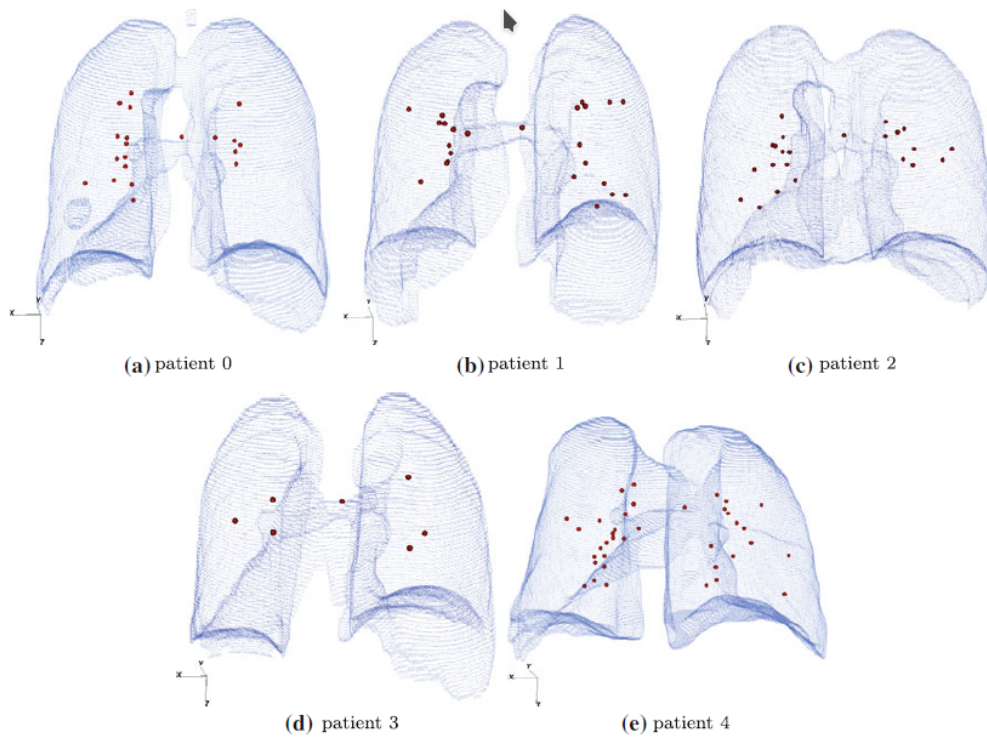 (a) patient 0
(b) patient 1
(c) patient 2
(d) patient 3
(e) patient 4